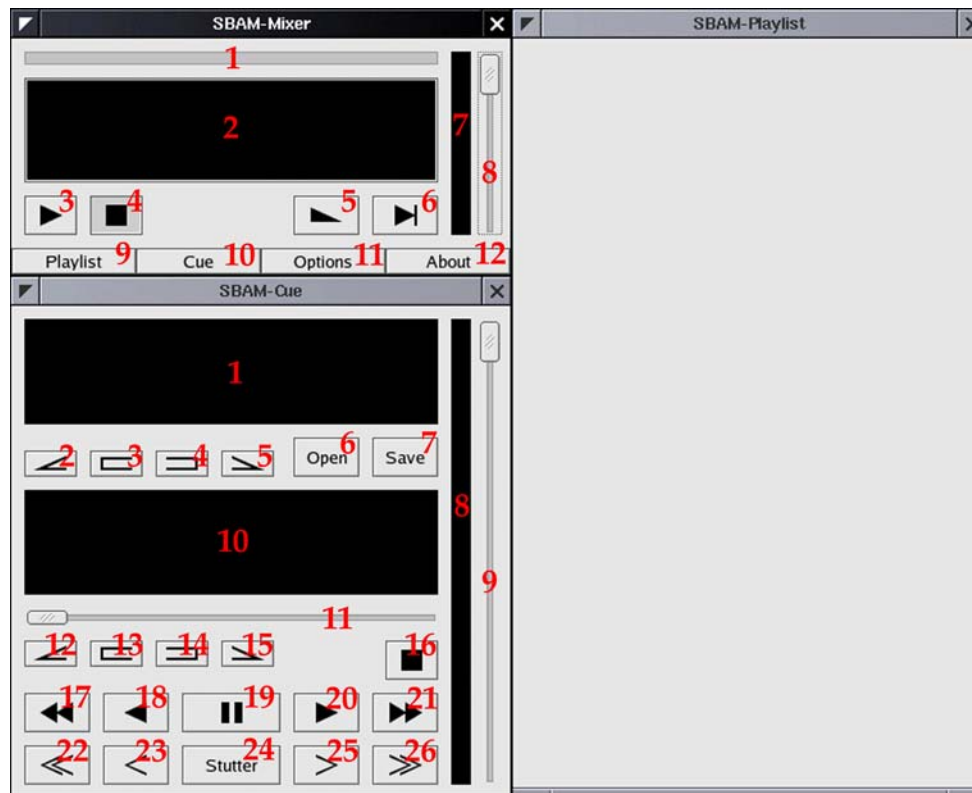 SBAM-Mixer
SBAM-Playlist
1
2
7
8
3 4 5 6
Playlist 9 Cue 10 Options 11 About 12
SBAM-Cue
1
2 3 4 5 Open 6 Save 7
8
10
9
11
12 13 14 15 16
17 18 19 20 21
22 23 Stutter 24 25 26